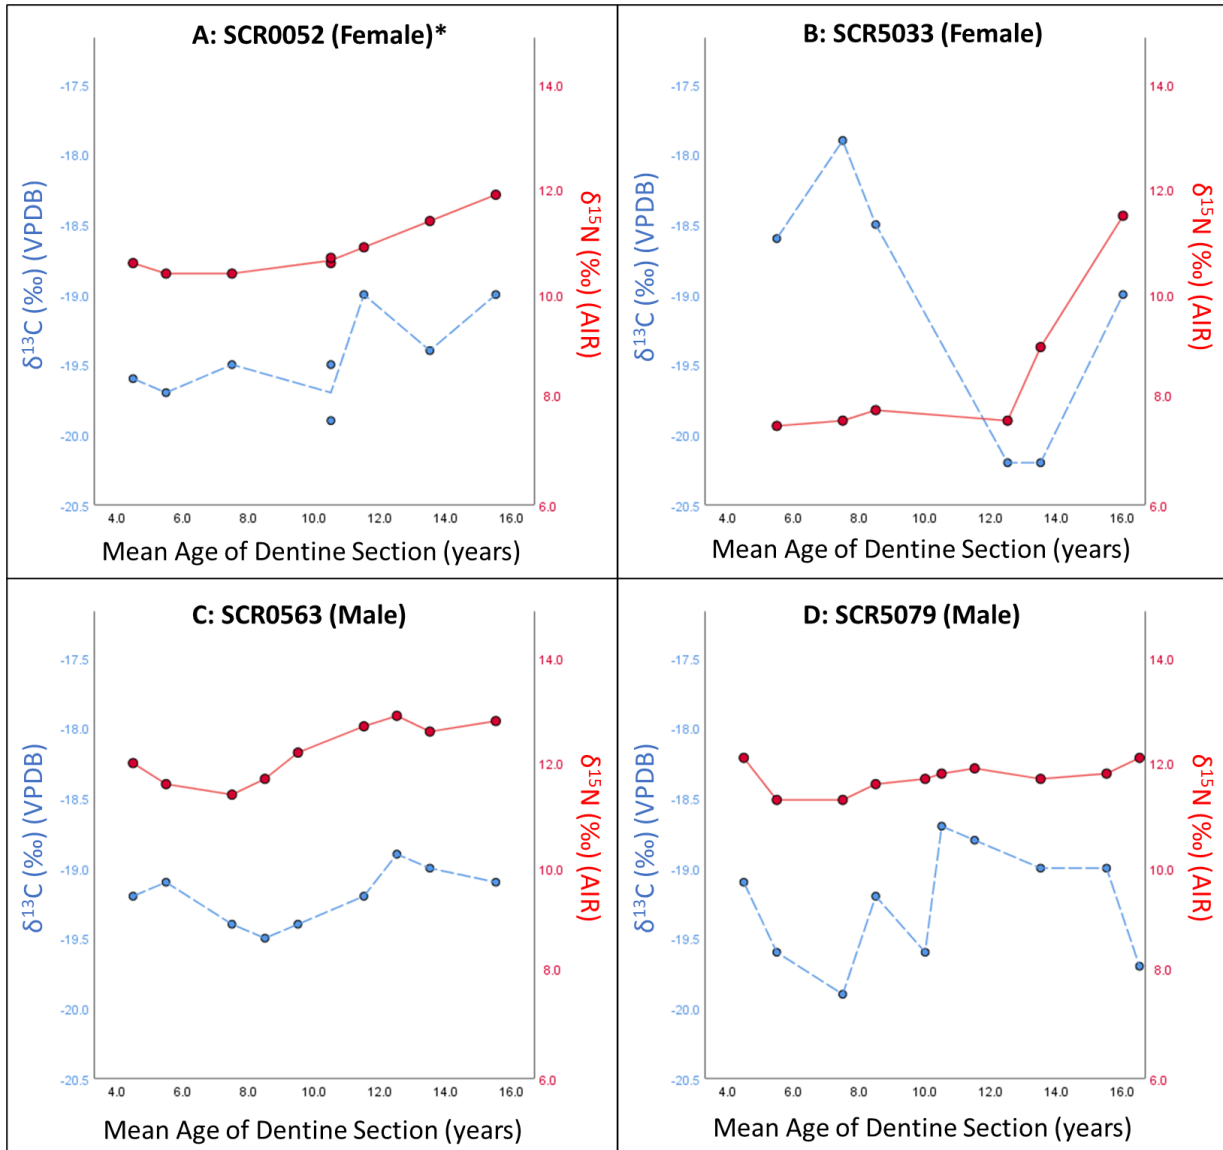 A: SCR0052 (Female)*
-17.5
-18.0
-18.5
-19.0
-19.5
-20.0
-20.5
δ13C (‰) (VPDB)
14.0
12.0
10.0
8.0
6.0
δ15N (‰) (AIR)
4.0 6.0 8.0 10.0 12.0 14.0 16.0
Mean Age of Dentine Section (years)
B: SCR5033 (Female)
-17.5
-18.0
-18.5
-19.0
-19.5
-20.0
-20.5
δ13C (‰) (VPDB)
14.0
12.0
10.0
8.0
6.0
δ15N (‰) (AIR)
4.0 6.0 8.0 10.0 12.0 14.0 16.0
Mean Age of Dentine Section (years)
C: SCR0563 (Male)
-17.5
-18.0
-18.5
-19.0
-19.5
-20.0
-20.5
δ13C (‰) (VPDB)
14.0
12.0
10.0
8.0
6.0
δ15N (‰) (AIR)
4.0 6.0 8.0 10.0 12.0 14.0 16.0
Mean Age of Dentine Section (years)
D: SCR5079 (Male)
-17.5
-18.0
-18.5
-19.0
-19.5
-20.0
-20.5
δ13C (‰) (VPDB)
14.0
12.0
10.0
8.0
6.0
δ15N (‰) (AIR)
4.0 6.0 8.0 10.0 12.0 14.0 16.0
Mean Age of Dentine Section (years)